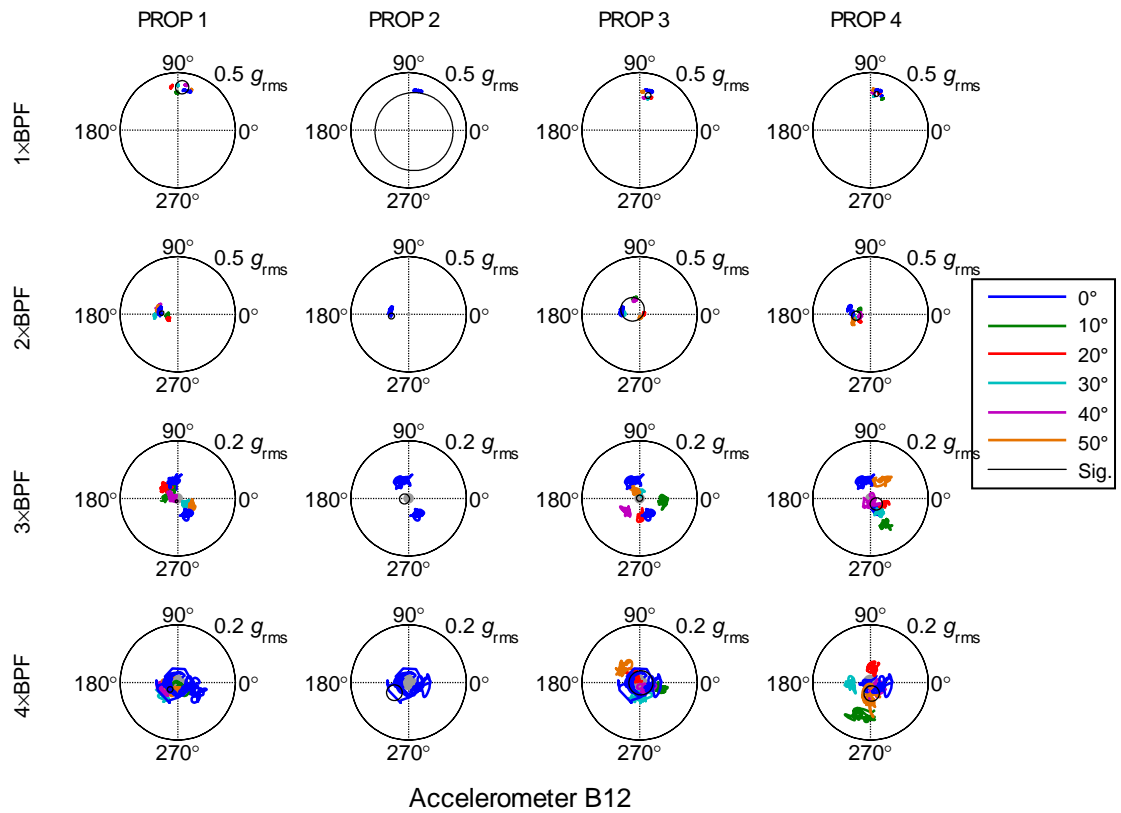 PROP 1 PROP 2 PROP 3 PROP 4
1×BPF
90° 0.5 grms 90° 0.5 grms 90° 0.5 grms 90° 0.5 grms
180° 0° 180° 0° 180° 0° 180° 0°
270° 270° 270° 270°
2×BPF
90° 0.5 grms 90° 0.5 grms 90° 0.5 grms 90° 0.5 grms
180° 0° 180° 0° 180° 0° 180° 0°
270° 270° 270° 270°
3×BPF
90° 0.2 grms 90° 0.2 grms 90° 0.2 grms 90° 0.2 grms
180° 0° 180° 0° 180° 0° 180° 0°
270° 270° 270° 270°
4×BPF
90° 0.2 grms 90° 0.2 grms 90° 0.2 grms 90° 0.2 grms
180° 0° 180° 0° 180° 0° 180° 0°
270° 270° 270° 270°
0°
10°
20°
30°
40°
50°
Sig.
Accelerometer B12